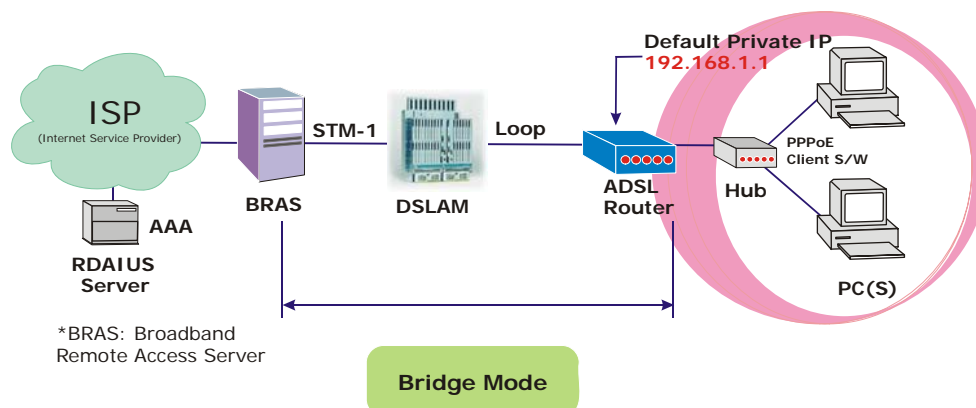 Default Private IP
192.168.1.1
ISP
(Internet Service Provider)
STM-1
Loop
PPPoE
Client S/W
BRAS
DSLAM
ADSL
Router
Hub
AAA
RDAIUS
Server
PC(S)
*BRAS: Broadband
Remote Access Server
Bridge Mode